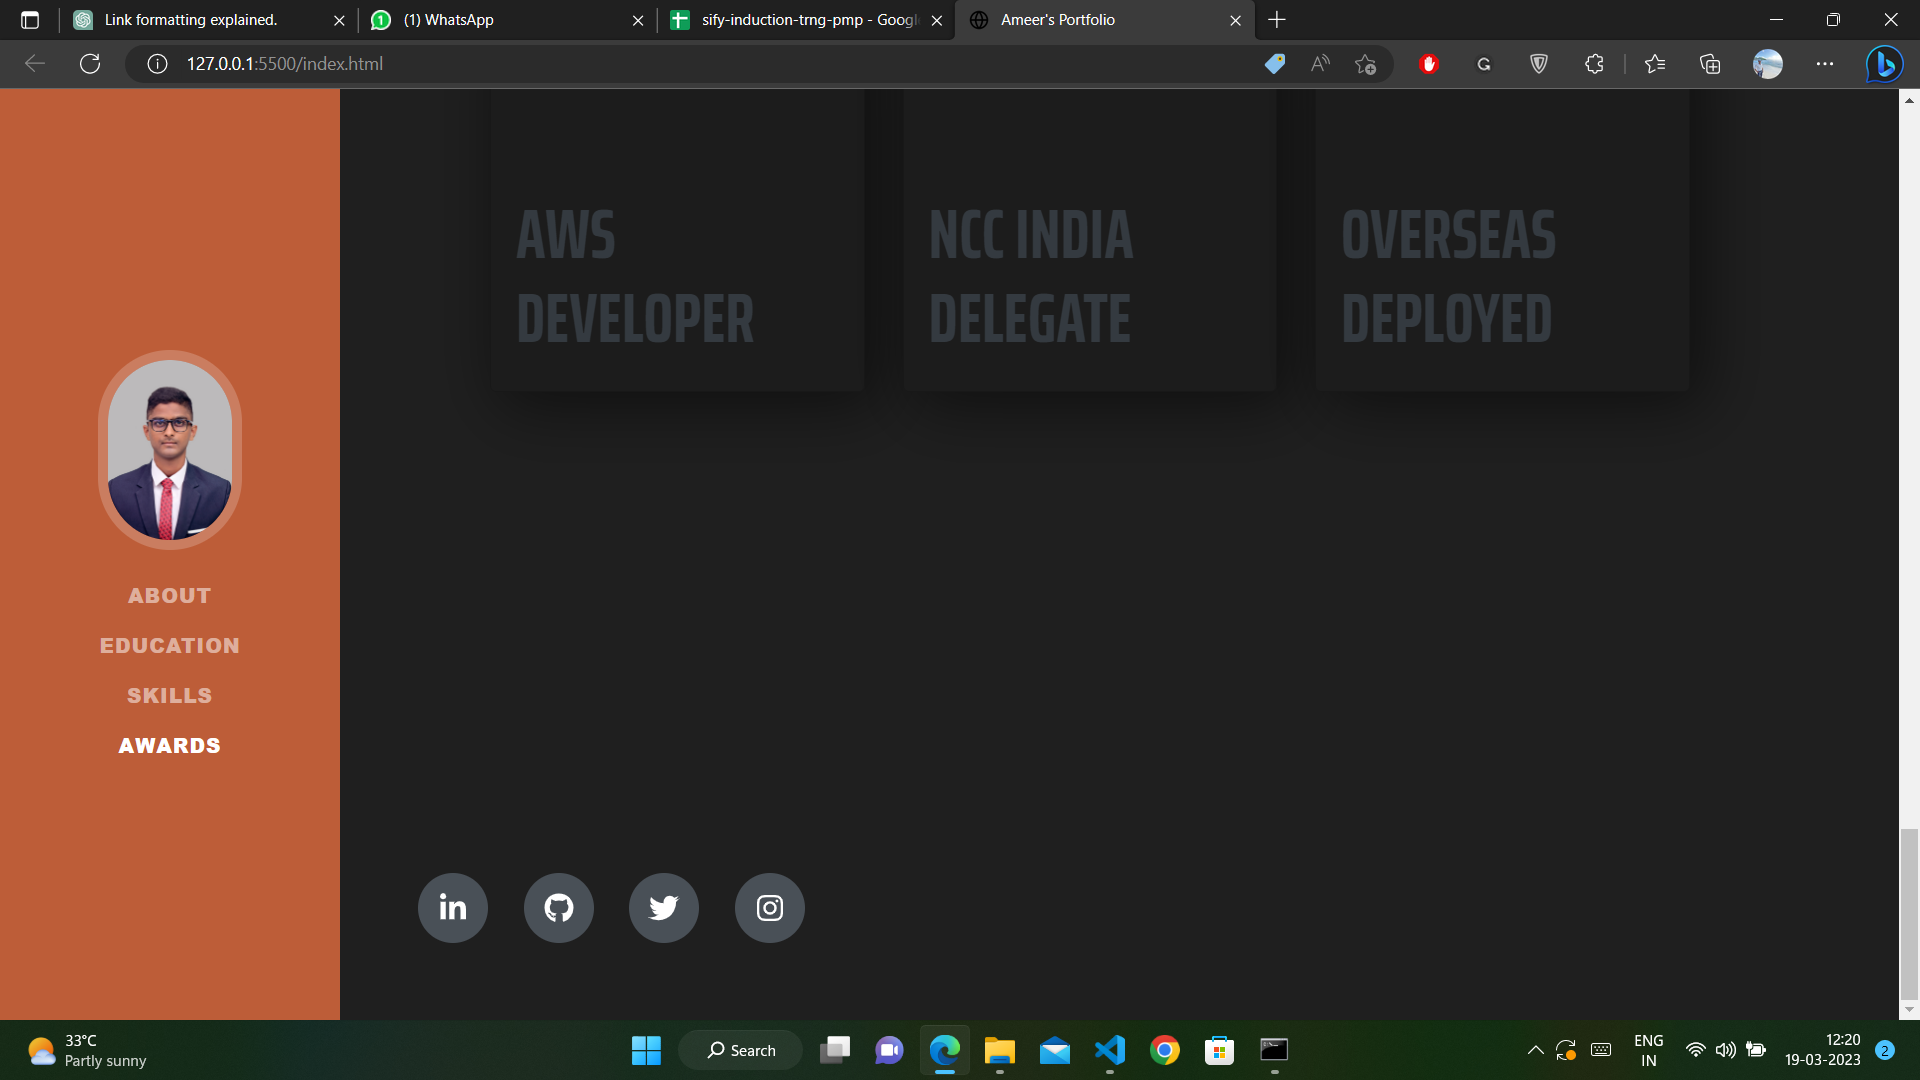 Link formatting explained.
(1) WhatsApp
sify-induction-trng-pmp - Googl
Ameer's Portfolio
127.0.0.1:5500/index.html
AWS
DEVELOPER
NCC INDIA
DELEGATE
OVERSEAS
DEPLOYED
ABOUT
EDUCATION
SKILLS
AWARDS
33°C
Partly sunny
Search
ENG
IN
12:20
19-03-2023
2